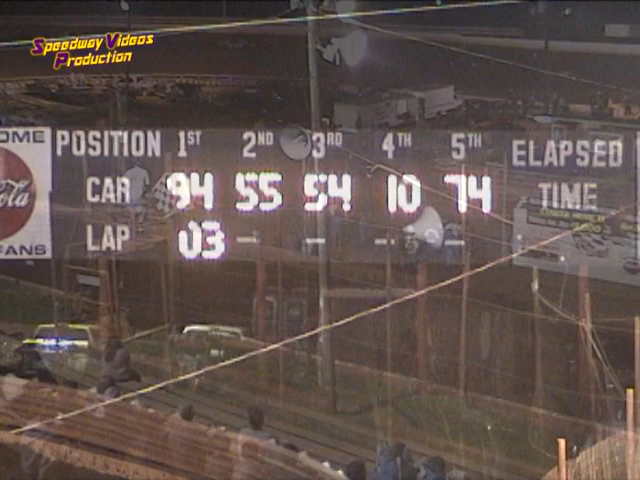 Speedway Videos
Production
OME
POSITION 1ST 2ND 3RD 4TH 5TH ELAPSED
CAR 94 55 54 10 74 TIME
LAP 03 — — — —
Cola
FANS